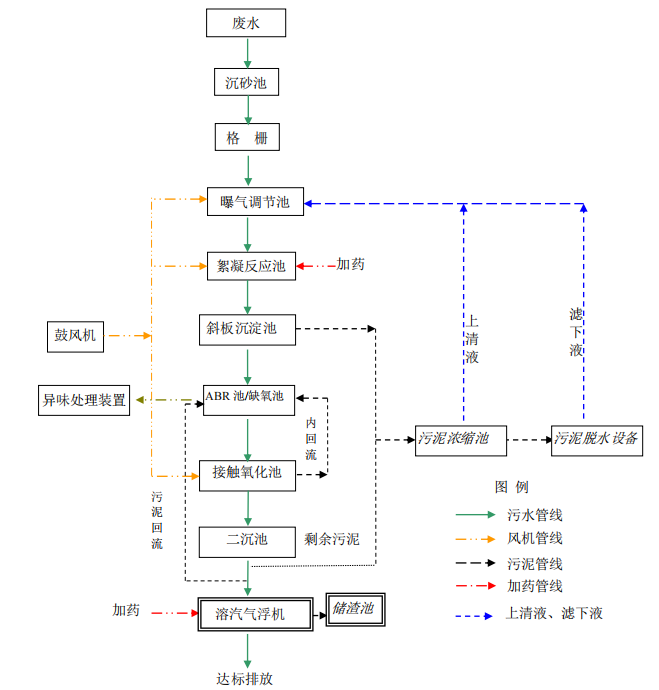 废水
沉砂池
格 栅
曝气调节池
絮凝反应池
加药
斜板沉淀池
鼓风机
上清液
滤下液
异味处理装置
ABR 池/缺氧池
内回流
污泥浓缩池
污泥脱水设备
接触氧化池
污泥回流
二沉池
剩余污泥
图 例
污水管线
风机管线
污泥管线
加药管线
上清液、滤下液
加药
溶汽气浮机
储渣池
达标排放